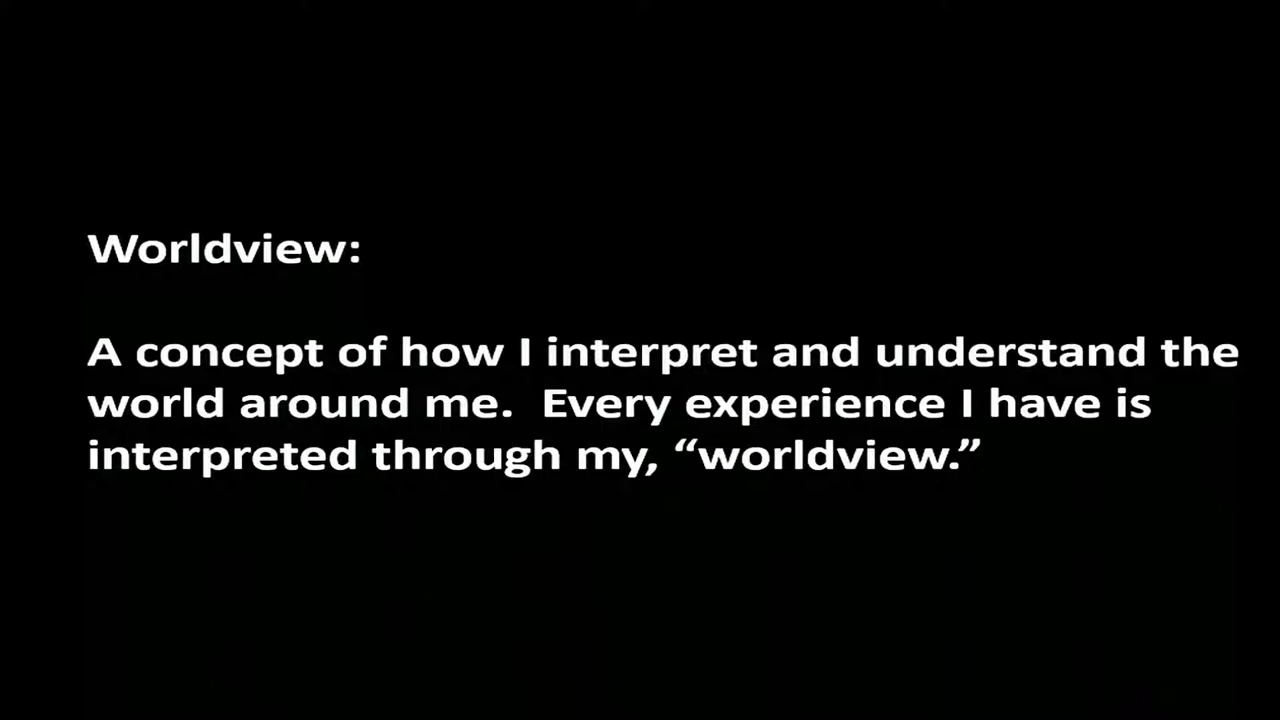 Worldview:
A concept of how I interpret and understand the
world around me.  Every experience I have is
interpreted through my, “worldview.”